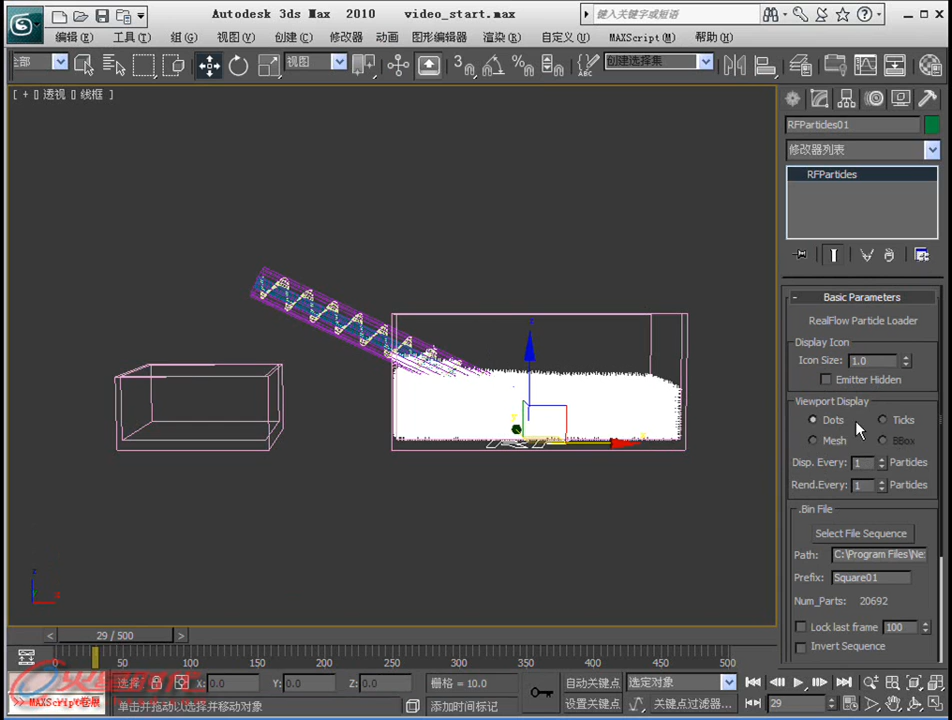 Autodesk 3ds Max 2010 video_start.max
键入关键字或短语
编辑(E) 工具(T) 组(G) 视图(V) 创建(C) 修改器 动画 图形编辑器 渲染(R) 自定义(U) MAXScript(M) 帮助(H)
部 视图 创建选择集
[ + [] 透视 [] 线框 ]
RFParticles01
修改器列表
RFParticles
- Basic Parameters
RealFlow Particle Loader
Display Icon
Icon Size: 1.0
Emitter Hidden
Viewport Display
Dots Ticks
Mesh BBox
Disp. Every: 1 Particles
Rend.Every: 1 Particles
.Bin File
Select File Sequence
Path: C:\Program Files\Ne
Prefix: Square01
Num_Parts: 20692
Lock last frame 100
Invert Sequence
< 29 / 500 >
0 50 100 150 200 250 300 350 400 450 500
选择 X: 0.0 Y: 0.0 Z: 0.0 栅格 = 10.0 自动关键点 选定对象
>> MAXScript 侦听 单击并拖动以选择并移动对象 添加时间标记 设置关键点 关键点过滤器... 29